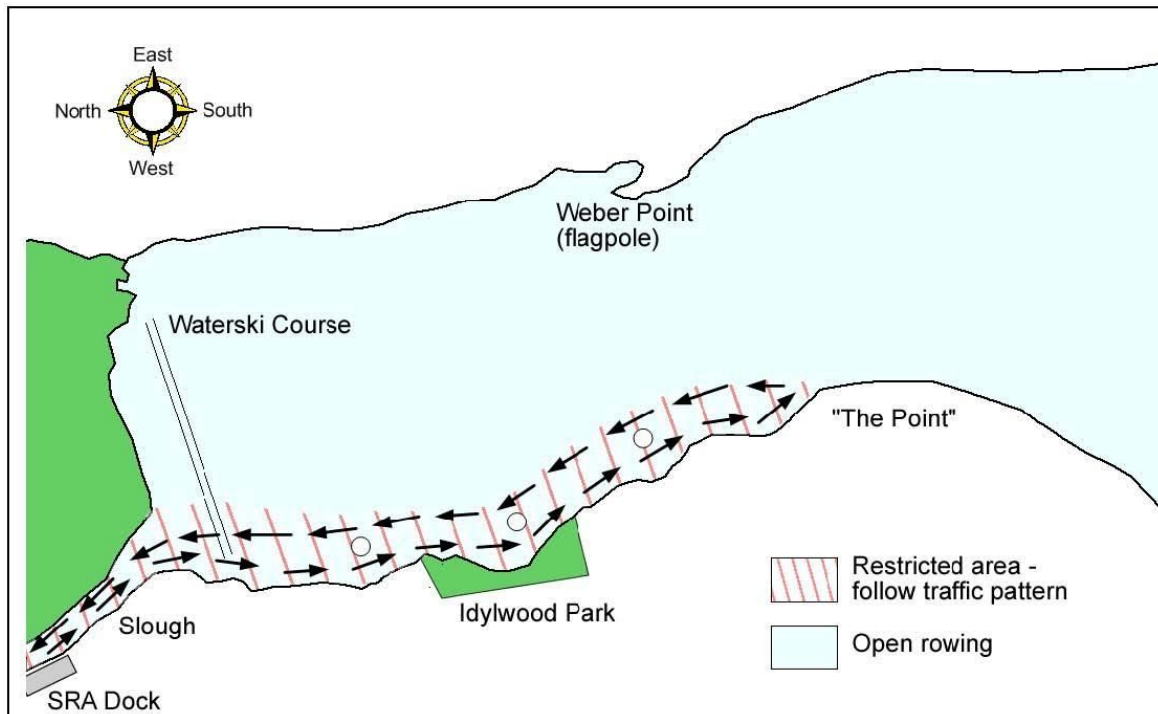 East
North
South
West
Weber Point
(flagpole)
Waterski Course
"The Point"
Restricted area -
follow traffic pattern
Idylwood Park
Slough
Open rowing
SRA Dock